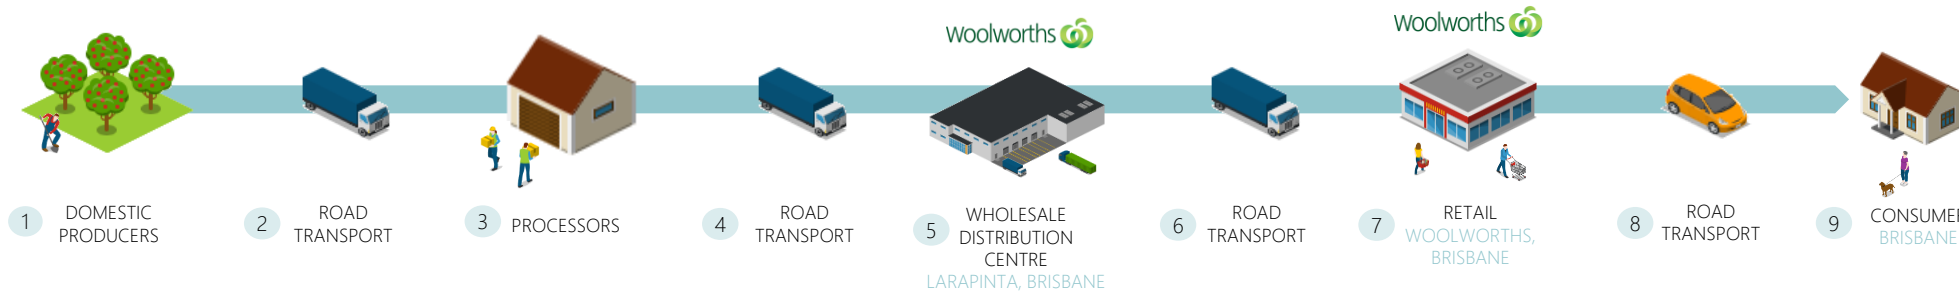 Woolworths
Woolworths
1
DOMESTIC
PRODUCERS
2
ROAD
TRANSPORT
3
PROCESSORS
4
ROAD
TRANSPORT
5
WHOLESALE
DISTRIBUTION
CENTRE
LARAPINTA, BRISBANE
6
ROAD
TRANSPORT
7
RETAIL
WOOLWORTHS,
BRISBANE
8
ROAD
TRANSPORT
9
CONSUMER
BRISBANE